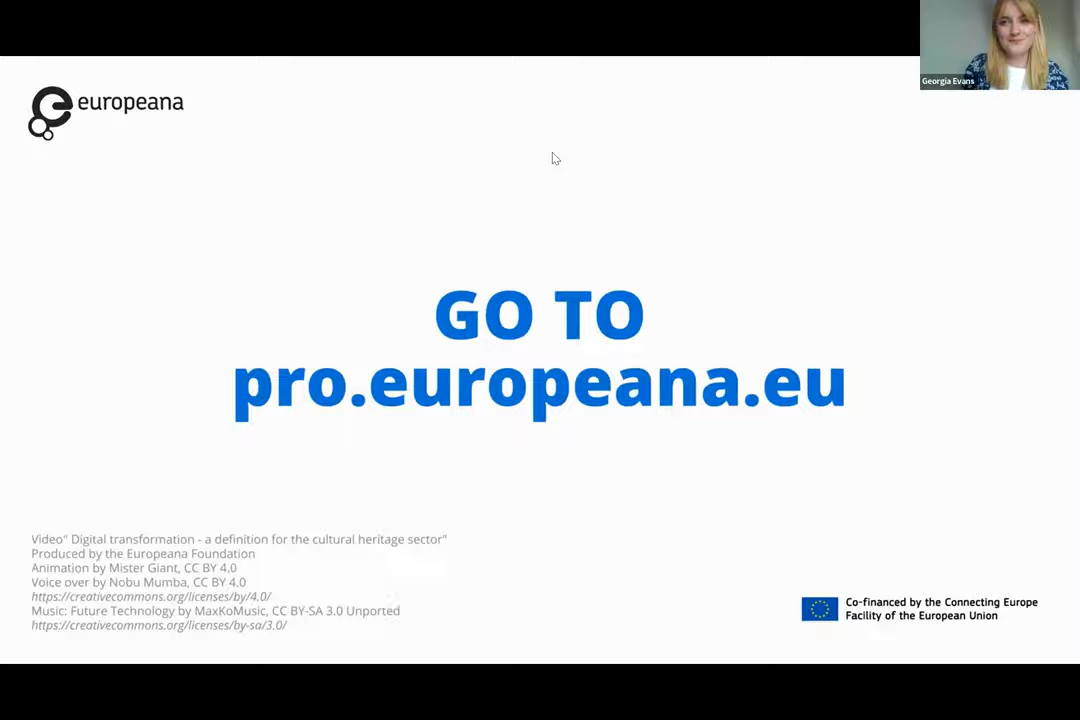 Georgia Evans
europeana
GO TO
pro.europeana.eu
Video" Digital transformation - a definition for the cultural heritage sector"
Produced by the Europeana Foundation
Animation by Mister Giant, CC BY 4.0
Voice over by Nobu Mumba, CC BY 4.0
https://creativecommons.org/licenses/by/4.0/
Music: Future Technology by MaxKoMusic, CC BY-SA 3.0 Unported
https://creativecommons.org/licenses/by-sa/3.0/
Co-financed by the Connecting Europe
Facility of the European Union